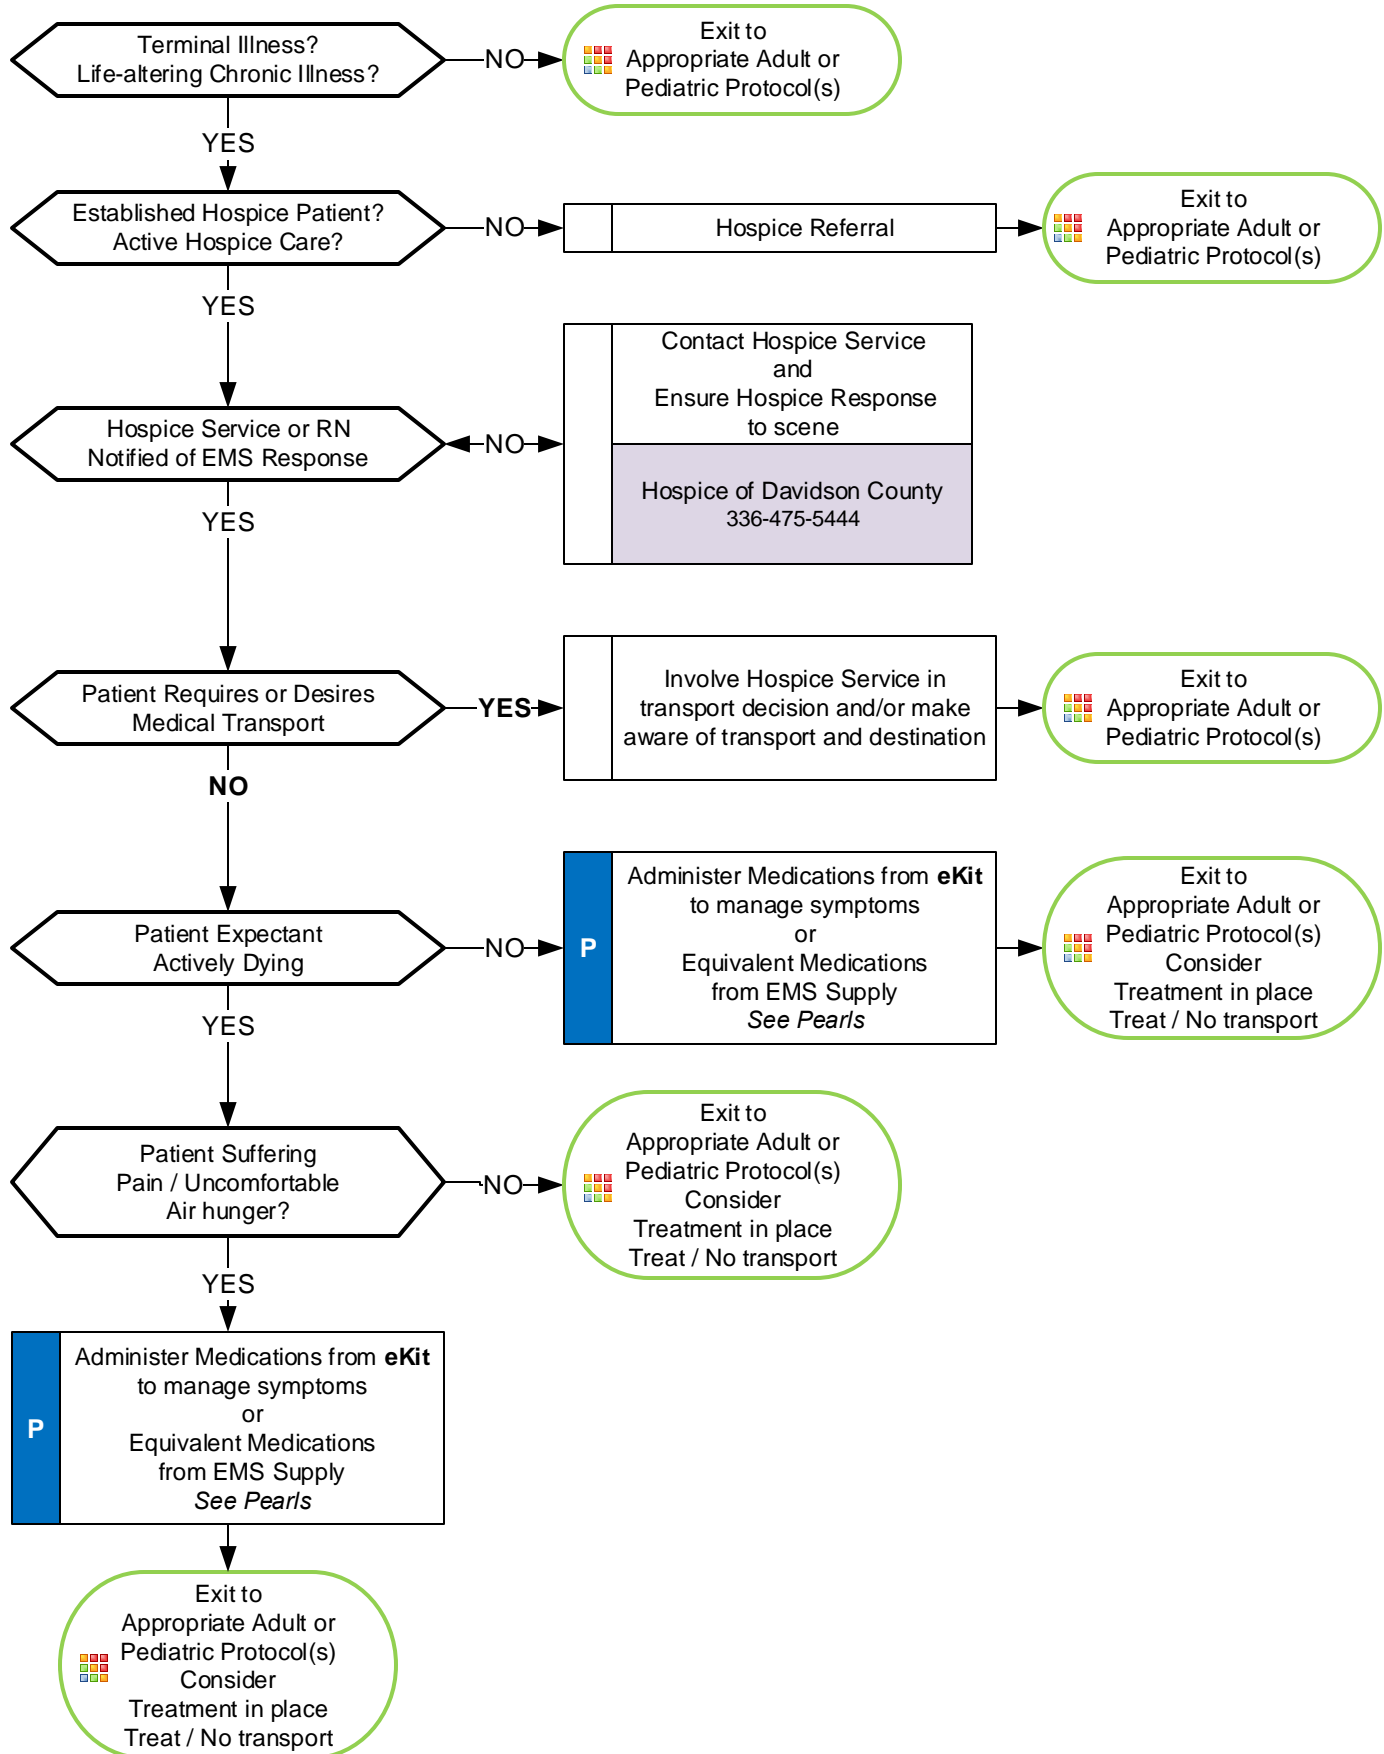 Terminal Illness?
Life-altering Chronic Illness?
NO
Exit to
Appropriate Adult or
Pediatric Protocol(s)
YES
Established Hospice Patient?
Active Hospice Care?
NO
Hospice Referral
Exit to
Appropriate Adult or
Pediatric Protocol(s)
YES
Contact Hospice Service
and
Ensure Hospice Response
to scene
Hospice Service or RN
Notified of EMS Response
NO
Hospice of Davidson County
336-475-5444
YES
Patient Requires or Desires
Medical Transport
YES
Involve Hospice Service in
transport decision and/or make
aware of transport and destination
Exit to
Appropriate Adult or
Pediatric Protocol(s)
NO
Patient Expectant
Actively Dying
NO
P
Administer Medications from eKit
to manage symptoms
or
Equivalent Medications
from EMS Supply
See Pearls
Exit to
Appropriate Adult or
Pediatric Protocol(s)
Consider
Treatment in place
Treat / No transport
YES
Patient Suffering
Pain / Uncomfortable
Air hunger?
NO
Exit to
Appropriate Adult or
Pediatric Protocol(s)
Consider
Treatment in place
Treat / No transport
YES
P
Administer Medications from eKit
to manage symptoms
or
Equivalent Medications
from EMS Supply
See Pearls
Exit to
Appropriate Adult or
Pediatric Protocol(s)
Consider
Treatment in place
Treat / No transport